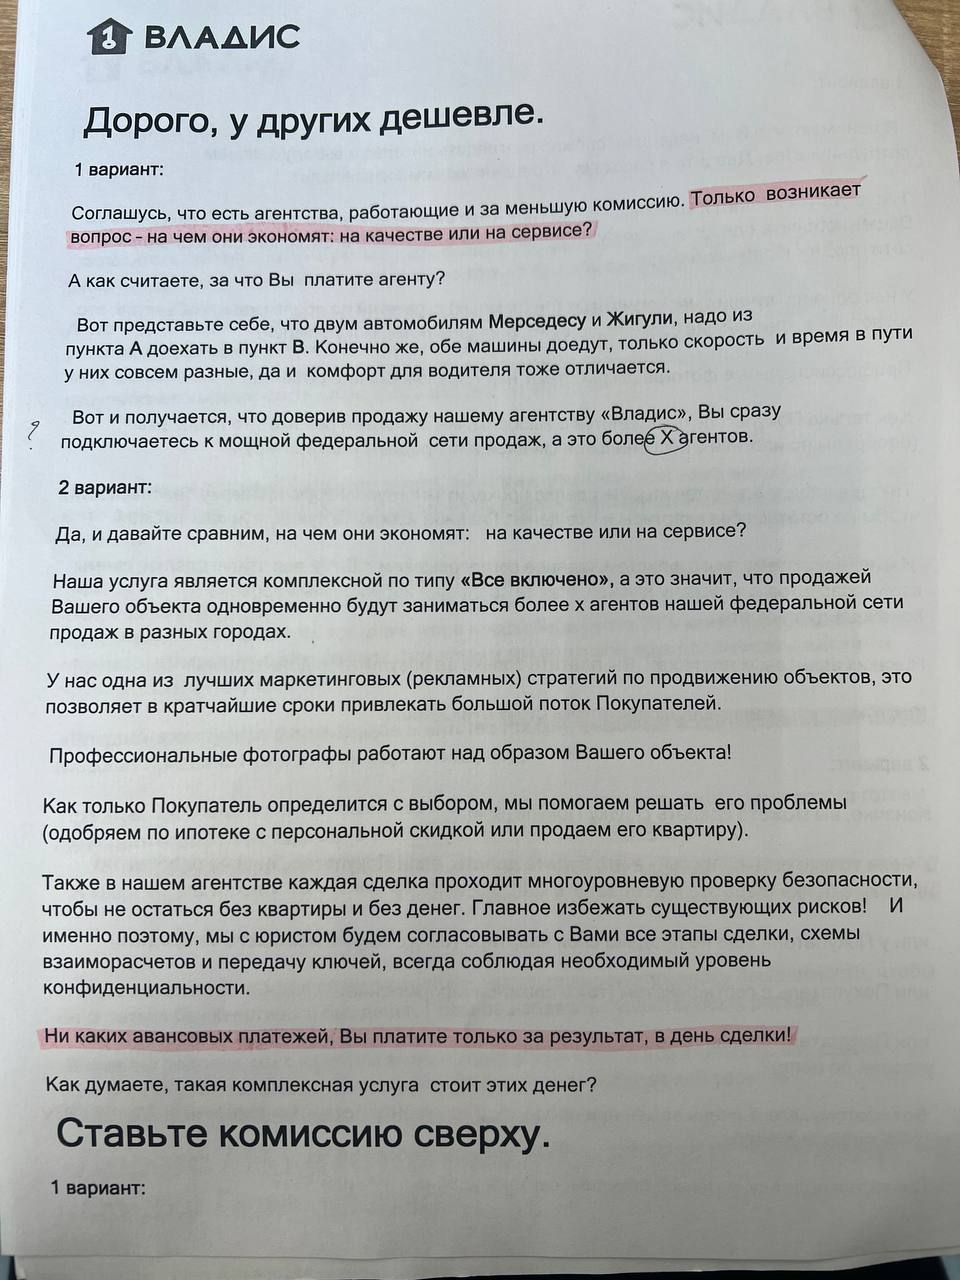 ВЛАДИС
Дорого, у других дешевле.
1 вариант:
Соглашусь, что есть агентства, работающие и за меньшую комиссию. Только возникает
вопрос - на чем они экономят: на качестве или на сервисе?
А как считаете, за что Вы платите агенту?
Вот представьте себе, что двум автомобилям Мерседесу и Жигули, надо из
пункта А доехать в пункт В. Конечно же, обе машины доедут, только скорость и время в пути
у них совсем разные, да и комфорт для водителя тоже отличается.
Вот и получается, что доверив продажу нашему агентству «Владис», Вы сразу
? подключаетесь к мощной федеральной сети продаж, а это более Х агентов.
2 вариант:
Да, и давайте сравним, на чем они экономят: на качестве или на сервисе?
Наша услуга является комплексной по типу «Все включено», а это значит, что продажей
Вашего объекта одновременно будут заниматься более х агентов нашей федеральной сети
продаж в разных городах.
У нас одна из лучших маркетинговых (рекламных) стратегий по продвижению объектов, это
позволяет в кратчайшие сроки привлекать большой поток Покупателей.
Профессиональные фотографы работают над образом Вашего объекта!
Как только Покупатель определится с выбором, мы помогаем решать его проблемы
(одобряем по ипотеке с персональной скидкой или продаем его квартиру).
Также в нашем агентстве каждая сделка проходит многоуровневую проверку безопасности,
чтобы не остаться без квартиры и без денег. Главное избежать существующих рисков! И
именно поэтому, мы с юристом будем согласовывать с Вами все этапы сделки, схемы
взаиморасчетов и передачу ключей, всегда соблюдая необходимый уровень
конфиденциальности.
Ни каких авансовых платежей, Вы платите только за результат, в день сделки!
Как думаете, такая комплексная услуга стоит этих денег?
Ставьте комиссию сверху.
1 вариант: